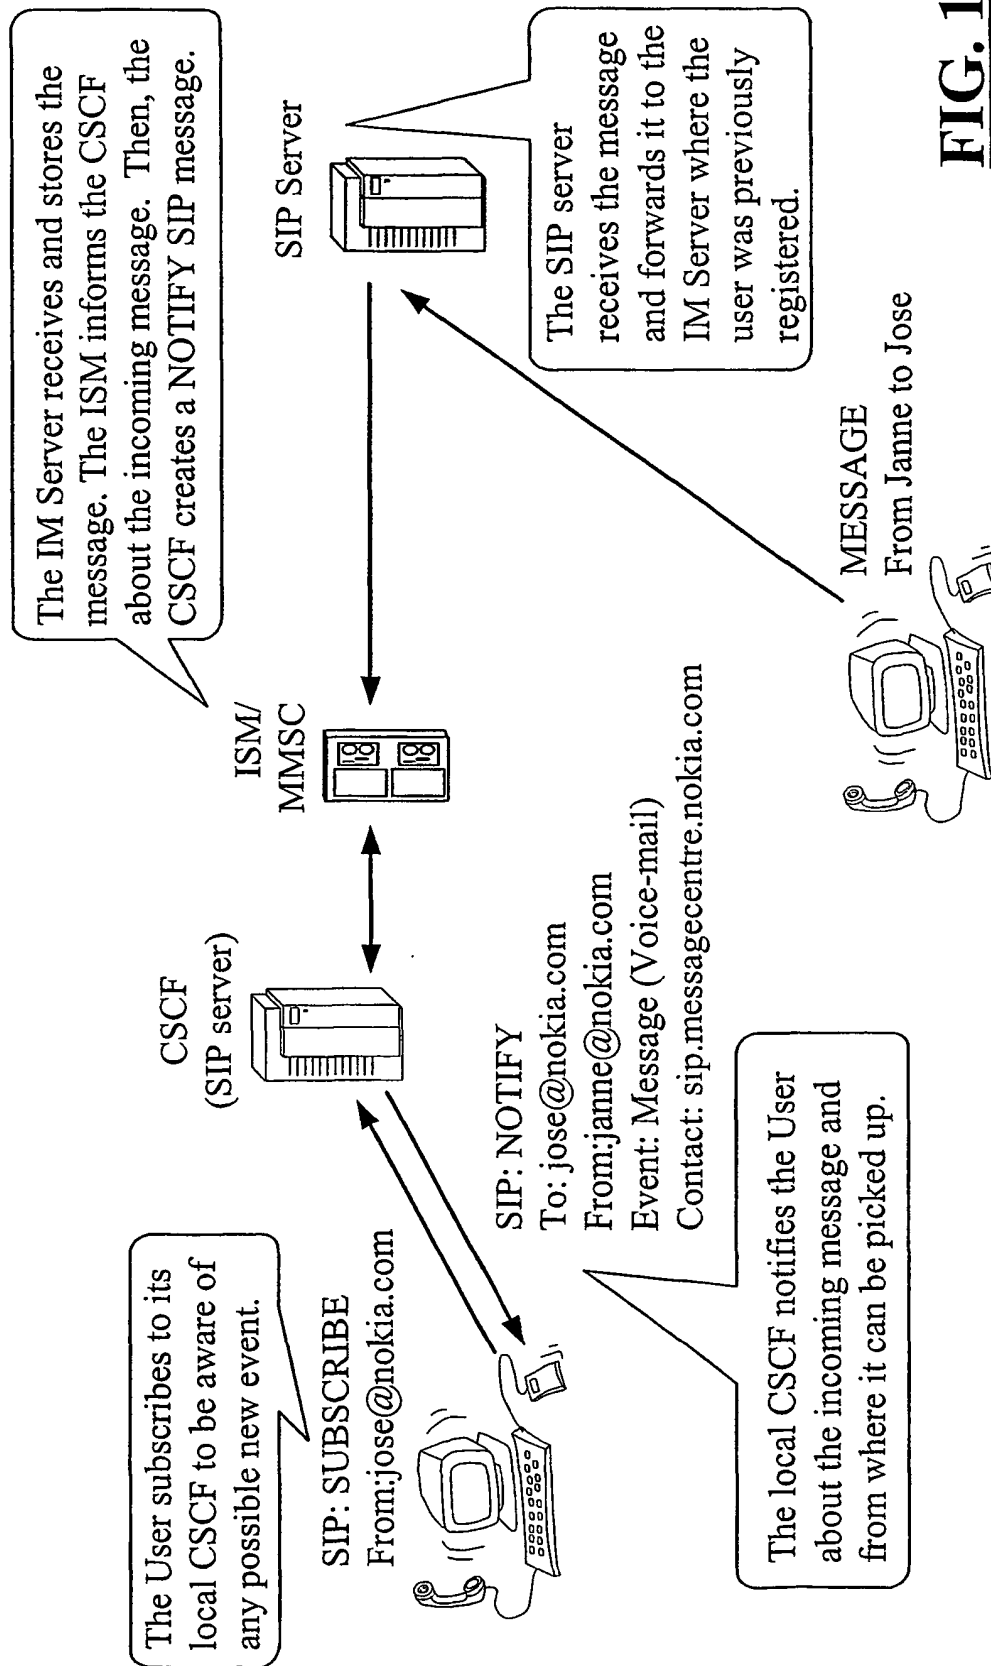 The User subscribes to its
local CSCF to be aware of
any possible new event.
SIP: SUBSCRIBE
From:jose@nokia.com
CSCF
(SIP server)
ISM/
MMSC
The IM Server receives and stores the
message. The ISM informs the CSCF
about the incoming message. Then, the
CSCF creates a NOTIFY SIP message.
SIP Server
The SIP server
receives the message
and forwards it to the
IM Server where the
user was previously
registered.
SIP: NOTIFY
To: jose@nokia.com
From:janne@nokia.com
Event: Message (Voice-mail)
Contact: sip.messagecentre.nokia.com
The local CSCF notifies the User
about the incoming message and
from where it can be picked up.
MESSAGE
From Janne to Jose
FIG. 1